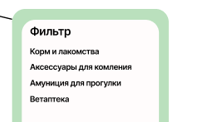 Фильтр
Корм и лакомства
Аксессуары для комления
Амуниция для прогулки
Ветаптека